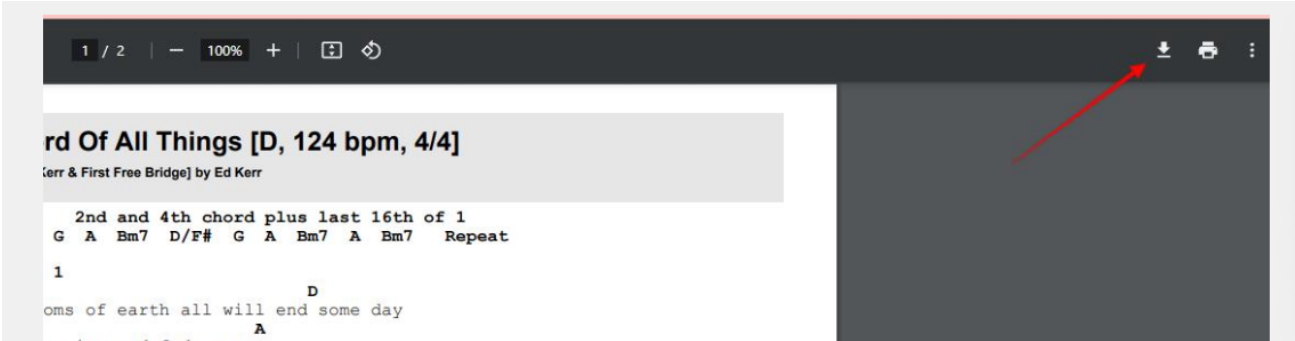 1 / 2 | − 100% + |
rd Of All Things [D, 124 bpm, 4/4]
Kerr & First Free Bridge] by Ed Kerr
2nd and 4th chord plus last 16th of 1
G A Bm7 D/F# G A Bm7 A Bm7 Repeat
1
D
oms of earth all will end some day
A